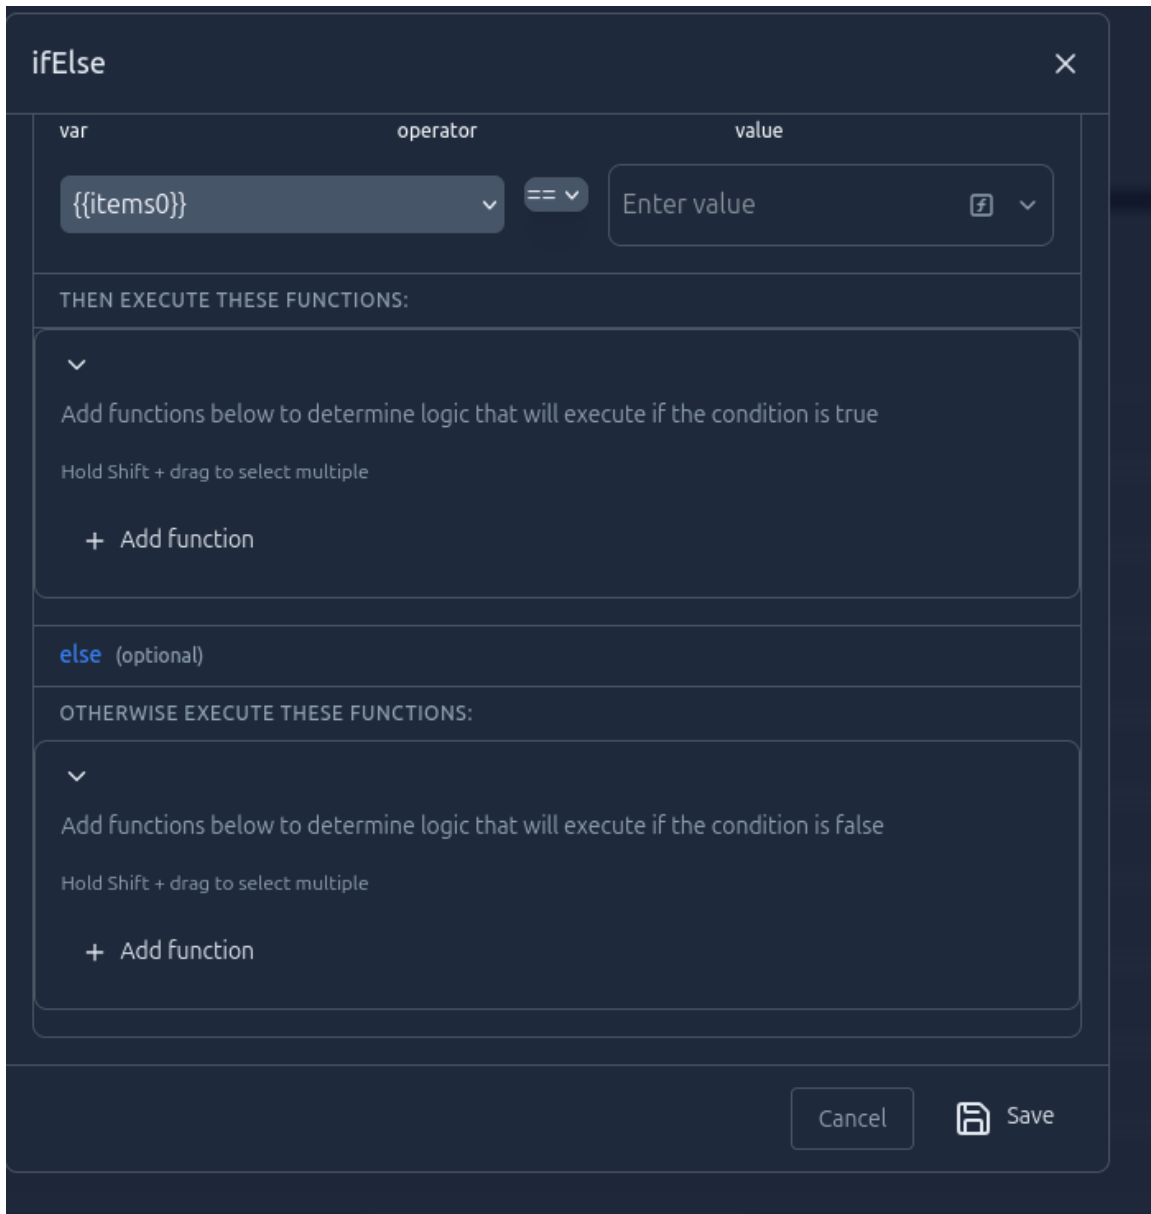 ifElse
var operator value
{{items0}} == Enter value
THEN EXECUTE THESE FUNCTIONS:
Add functions below to determine logic that will execute if the condition is true
Hold Shift + drag to select multiple
+ Add function
else (optional)
OTHERWISE EXECUTE THESE FUNCTIONS:
Add functions below to determine logic that will execute if the condition is false
Hold Shift + drag to select multiple
+ Add function
Cancel Save